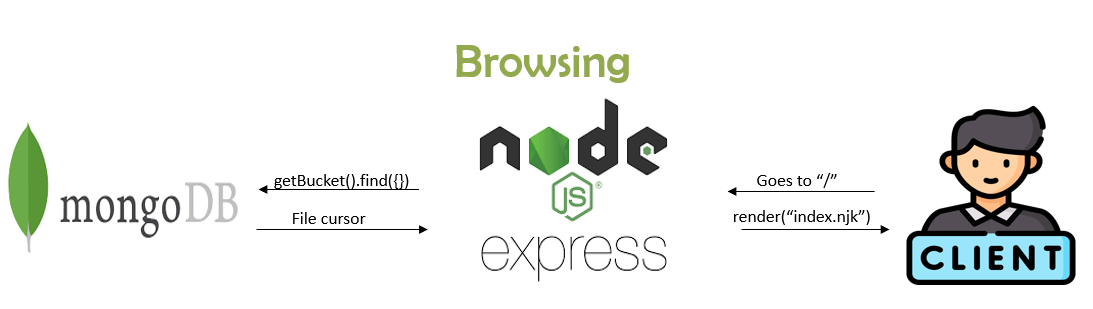 Browsing
node
JS®
express
mongoDB
getBucket().find({})
File cursor
Goes to “/”
render(“index.njk”)
CLIENT